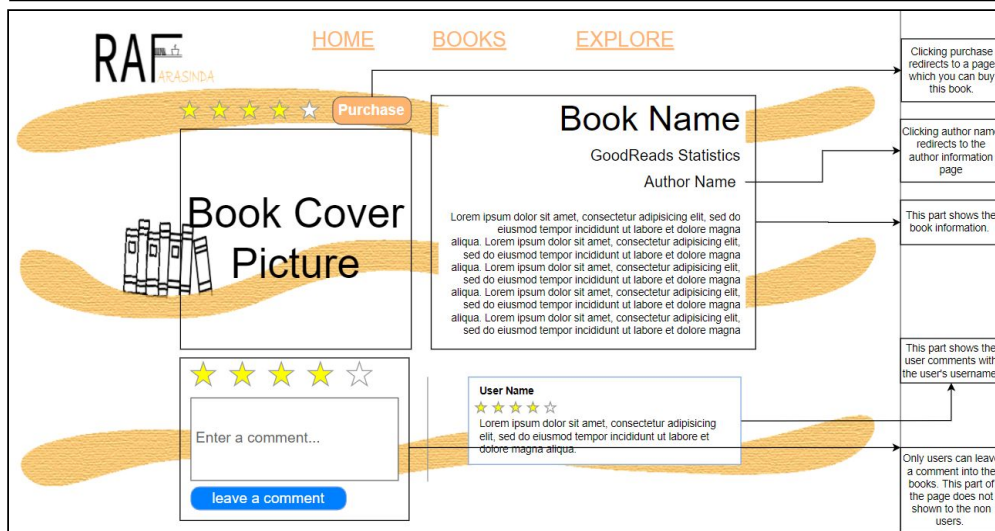 RAF
ARASINDA
HOME
BOOKS
EXPLORE
Purchase
Book Name
GoodReads Statistics
Author Name
Book Cover
Picture
Lorem ipsum dolor sit amet, consectetur adipisicing elit, sed do
eiusmod tempor incididunt ut labore et dolore magna
aliqua. Lorem ipsum dolor sit amet, consectetur adipisicing elit,
sed do eiusmod tempor incididunt ut labore et dolore magna
aliqua. Lorem ipsum dolor sit amet, consectetur adipisicing elit,
sed do eiusmod tempor incididunt ut labore et dolore magna
aliqua. Lorem ipsum dolor sit amet, consectetur adipisicing elit,
sed do eiusmod tempor incididunt ut labore et dolore magna
aliqua. Lorem ipsum dolor sit amet, consectetur adipisicing elit,
sed do eiusmod tempor incididunt ut labore et dolore magna
Enter a comment...
leave a comment
User Name
Lorem ipsum dolor sit amet, consectetur adipisicing
elit, sed do eiusmod tempor incididunt ut labore et
dolore magna aliqua.
Clicking purchase
redirects to a page
which you can buy
this book.
Clicking author name
redirects to the
author information
page
This part shows the
book information.
This part shows the
user comments with
the user's username
Only users can leave
a comment into the
books. This part of
the page does not
shown to the non
users.